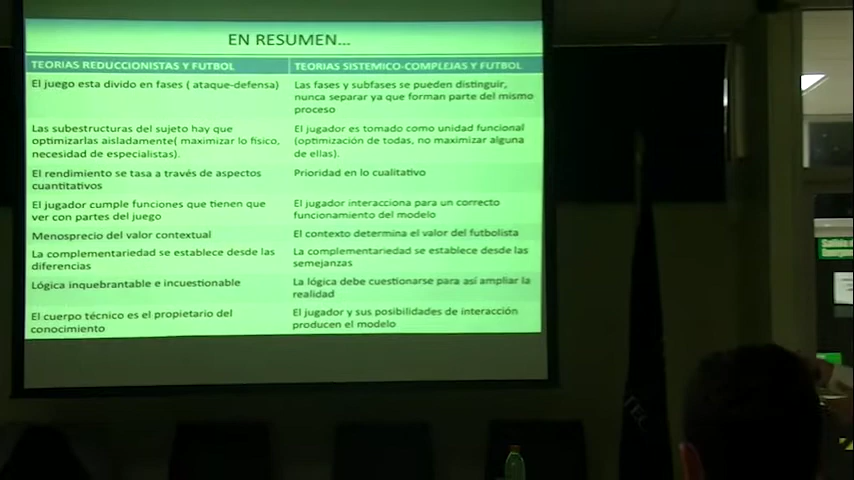 EN RESUMEN...
TEORIAS REDUCCIONISTAS Y FUTBOL
TEORIAS SISTEMICO-COMPLEJAS Y FUTBOL
El juego esta divido en fases ( ataque-defensa)
Las fases y subfases se pueden distinguir,
nunca separar ya que forman parte del mismo
proceso
Las subestructuras del sujeto hay que
optimizarlas aisladamente( maximizar lo físico,
necesidad de especialistas).
El jugador es tomado como unidad funcional
(optimización de todas, no maximizar alguna
de ellas).
El rendimiento se tasa a través de aspectos
cuantitativos
Prioridad en lo cualitativo
El jugador cumple funciones que tienen que
ver con partes del juego
El jugador interacciona para un correcto
funcionamiento del modelo
Menosprecio del valor contextual
El contexto determina el valor del futbolista
La complementariedad se establece desde las
diferencias
La complementariedad se establece desde las
semejanzas
Lógica inquebrantable e incuestionable
La lógica debe cuestionarse para así ampliar la
realidad
El cuerpo técnico es el propietario del
conocimiento
El jugador y sus posibilidades de interacción
producen el modelo